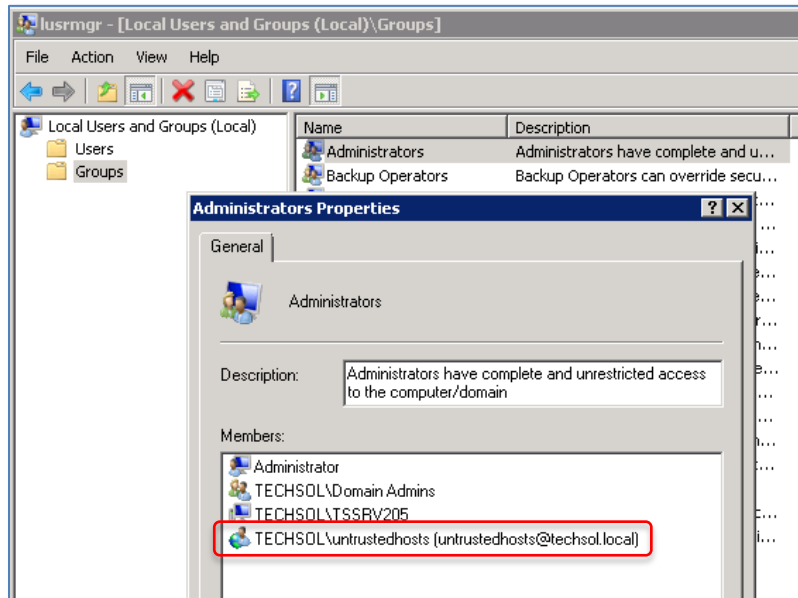 lusrmgr - [Local Users and Groups (Local)\Groups]
File Action View Help
Local Users and Groups (Local)
Users
Groups
Name Description
Administrators Administrators have complete and u...
Backup Operators Backup Operators can override secu...
Administrators Properties
General
Administrators
Description: Administrators have complete and unrestricted access
to the computer/domain
Members:
Administrator
TECHSOL\Domain Admins
TECHSOL\TSSRV205
TECHSOL\untrustedhosts (untrustedhosts@techsol.local)